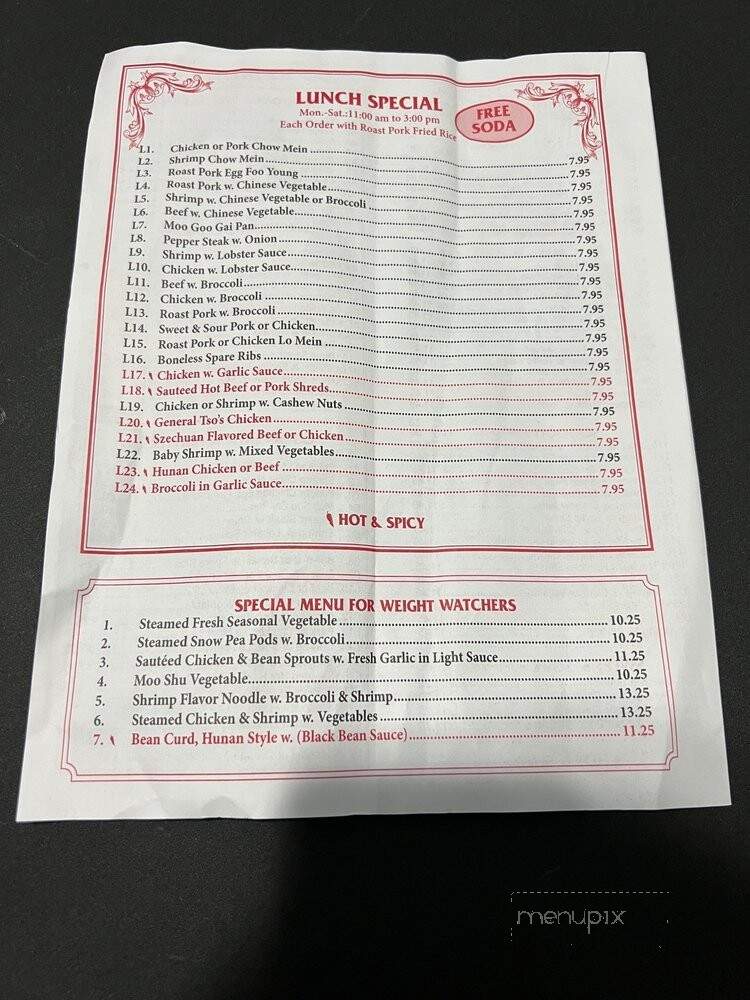 LUNCH SPECIAL
Mon.-Sat.:11:00 am to 3:00 pm
Each Order with Roast Pork Fried Rice
FREE
SODA
L1. Chicken or Pork Chow Mein 7.95
L2. Shrimp Chow Mein 7.95
L3. Roast Pork Egg Foo Young 7.95
L4. Roast Pork w. Chinese Vegetable 7.95
L5. Shrimp w. Chinese Vegetable or Broccoli 7.95
L6. Beef w. Chinese Vegetable 7.95
L7. Moo Goo Gai Pan 7.95
L8. Pepper Steak w. Onion 7.95
L9. Shrimp w. Lobster Sauce 7.95
L10. Chicken w. Lobster Sauce 7.95
L11. Beef w. Broccoli 7.95
L12. Chicken w. Broccoli 7.95
L13. Roast Pork w. Broccoli 7.95
L14. Sweet & Sour Pork or Chicken 7.95
L15. Roast Pork or Chicken Lo Mein 7.95
L16. Boneless Spare Ribs 7.95
L17. Chicken w. Garlic Sauce 7.95
L18. Sauteed Hot Beef or Pork Shreds 7.95
L19. Chicken or Shrimp w. Cashew Nuts 7.95
L20. General Tso's Chicken 7.95
L21. Szechuan Flavored Beef or Chicken 7.95
L22. Baby Shrimp w. Mixed Vegetables 7.95
L23. Hunan Chicken or Beef 7.95
L24. Broccoli in Garlic Sauce 7.95
HOT & SPICY
SPECIAL MENU FOR WEIGHT WATCHERS
1. Steamed Fresh Seasonal Vegetable 10.25
2. Steamed Snow Pea Pods w. Broccoli 10.25
3. Sautéed Chicken & Bean Sprouts w. Fresh Garlic in Light Sauce 11.25
4. Moo Shu Vegetable 10.25
5. Shrimp Flavor Noodle w. Broccoli & Shrimp 13.25
6. Steamed Chicken & Shrimp w. Vegetables 13.25
7. Bean Curd, Hunan Style w. (Black Bean Sauce) 11.25
menupix